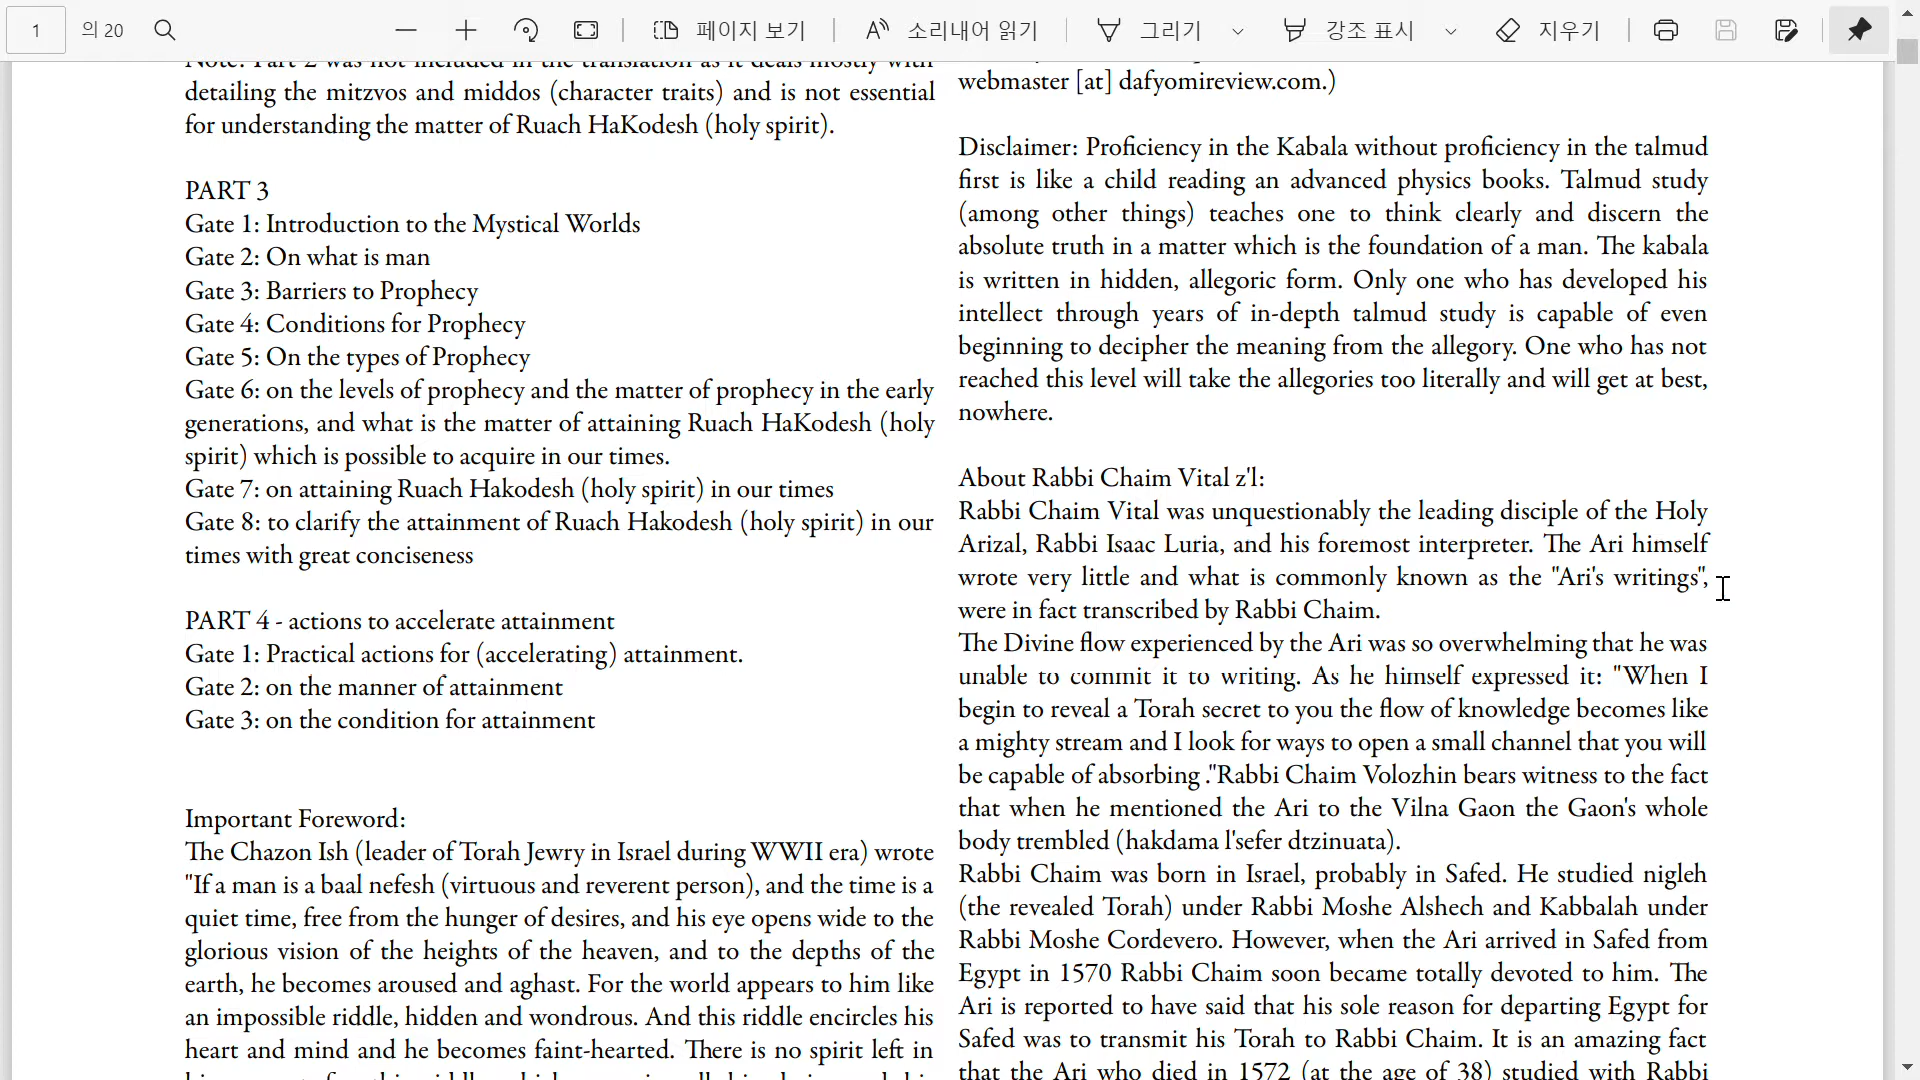 1
의 20
페이지 보기
소리내어 읽기
그리기
강조 표시
지우기
Note: Part 2 was not included in the translation as it deals mostly with
detailing the mitzvos and middos (character traits) and is not essential
for understanding the matter of Ruach HaKodesh (holy spirit).
PART 3
Gate 1: Introduction to the Mystical Worlds
Gate 2: On what is man
Gate 3: Barriers to Prophecy
Gate 4: Conditions for Prophecy
Gate 5: On the types of Prophecy
Gate 6: on the levels of prophecy and the matter of prophecy in the early
generations, and what is the matter of attaining Ruach HaKodesh (holy
spirit) which is possible to acquire in our times.
Gate 7: on attaining Ruach Hakodesh (holy spirit) in our times
Gate 8: to clarify the attainment of Ruach Hakodesh (holy spirit) in our
times with great conciseness
PART 4 - actions to accelerate attainment
Gate 1: Practical actions for (accelerating) attainment.
Gate 2: on the manner of attainment
Gate 3: on the condition for attainment
Important Foreword:
The Chazon Ish (leader of Torah Jewry in Israel during WWII era) wrote
"If a man is a baal nefesh (virtuous and reverent person), and the time is a
quiet time, free from the hunger of desires, and his eye opens wide to the
glorious vision of the heights of the heaven, and to the depths of the
earth, he becomes aroused and aghast. For the world appears to him like
an impossible riddle, hidden and wondrous. And this riddle encircles his
heart and mind and he becomes faint-hearted. There is no spirit left in
webmaster [at] dafyomireview.com.)
Disclaimer: Proficiency in the Kabala without proficiency in the talmud
first is like a child reading an advanced physics books. Talmud study
(among other things) teaches one to think clearly and discern the
absolute truth in a matter which is the foundation of a man. The kabala
is written in hidden, allegoric form. Only one who has developed his
intellect through years of in-depth talmud study is capable of even
beginning to decipher the meaning from the allegory. One who has not
reached this level will take the allegories too literally and will get at best,
nowhere.
About Rabbi Chaim Vital z'l:
Rabbi Chaim Vital was unquestionably the leading disciple of the Holy
Arizal, Rabbi Isaac Luria, and his foremost interpreter. The Ari himself
wrote very little and what is commonly known as the "Ari's writings",
were in fact transcribed by Rabbi Chaim.
The Divine flow experienced by the Ari was so overwhelming that he was
unable to commit it to writing. As he himself expressed it: "When I
begin to reveal a Torah secret to you the flow of knowledge becomes like
a mighty stream and I look for ways to open a small channel that you will
be capable of absorbing ."Rabbi Chaim Volozhin bears witness to the fact
that when he mentioned the Ari to the Vilna Gaon the Gaon's whole
body trembled (hakdama l'sefer dtzinuata).
Rabbi Chaim was born in Israel, probably in Safed. He studied nigleh
(the revealed Torah) under Rabbi Moshe Alshech and Kabbalah under
Rabbi Moshe Cordevero. However, when the Ari arrived in Safed from
Egypt in 1570 Rabbi Chaim soon became totally devoted to him. The
Ari is reported to have said that his sole reason for departing Egypt for
Safed was to transmit his Torah to Rabbi Chaim. It is an amazing fact
that the Ari who died in 1572 (at the age of 38) studied with Rabbi